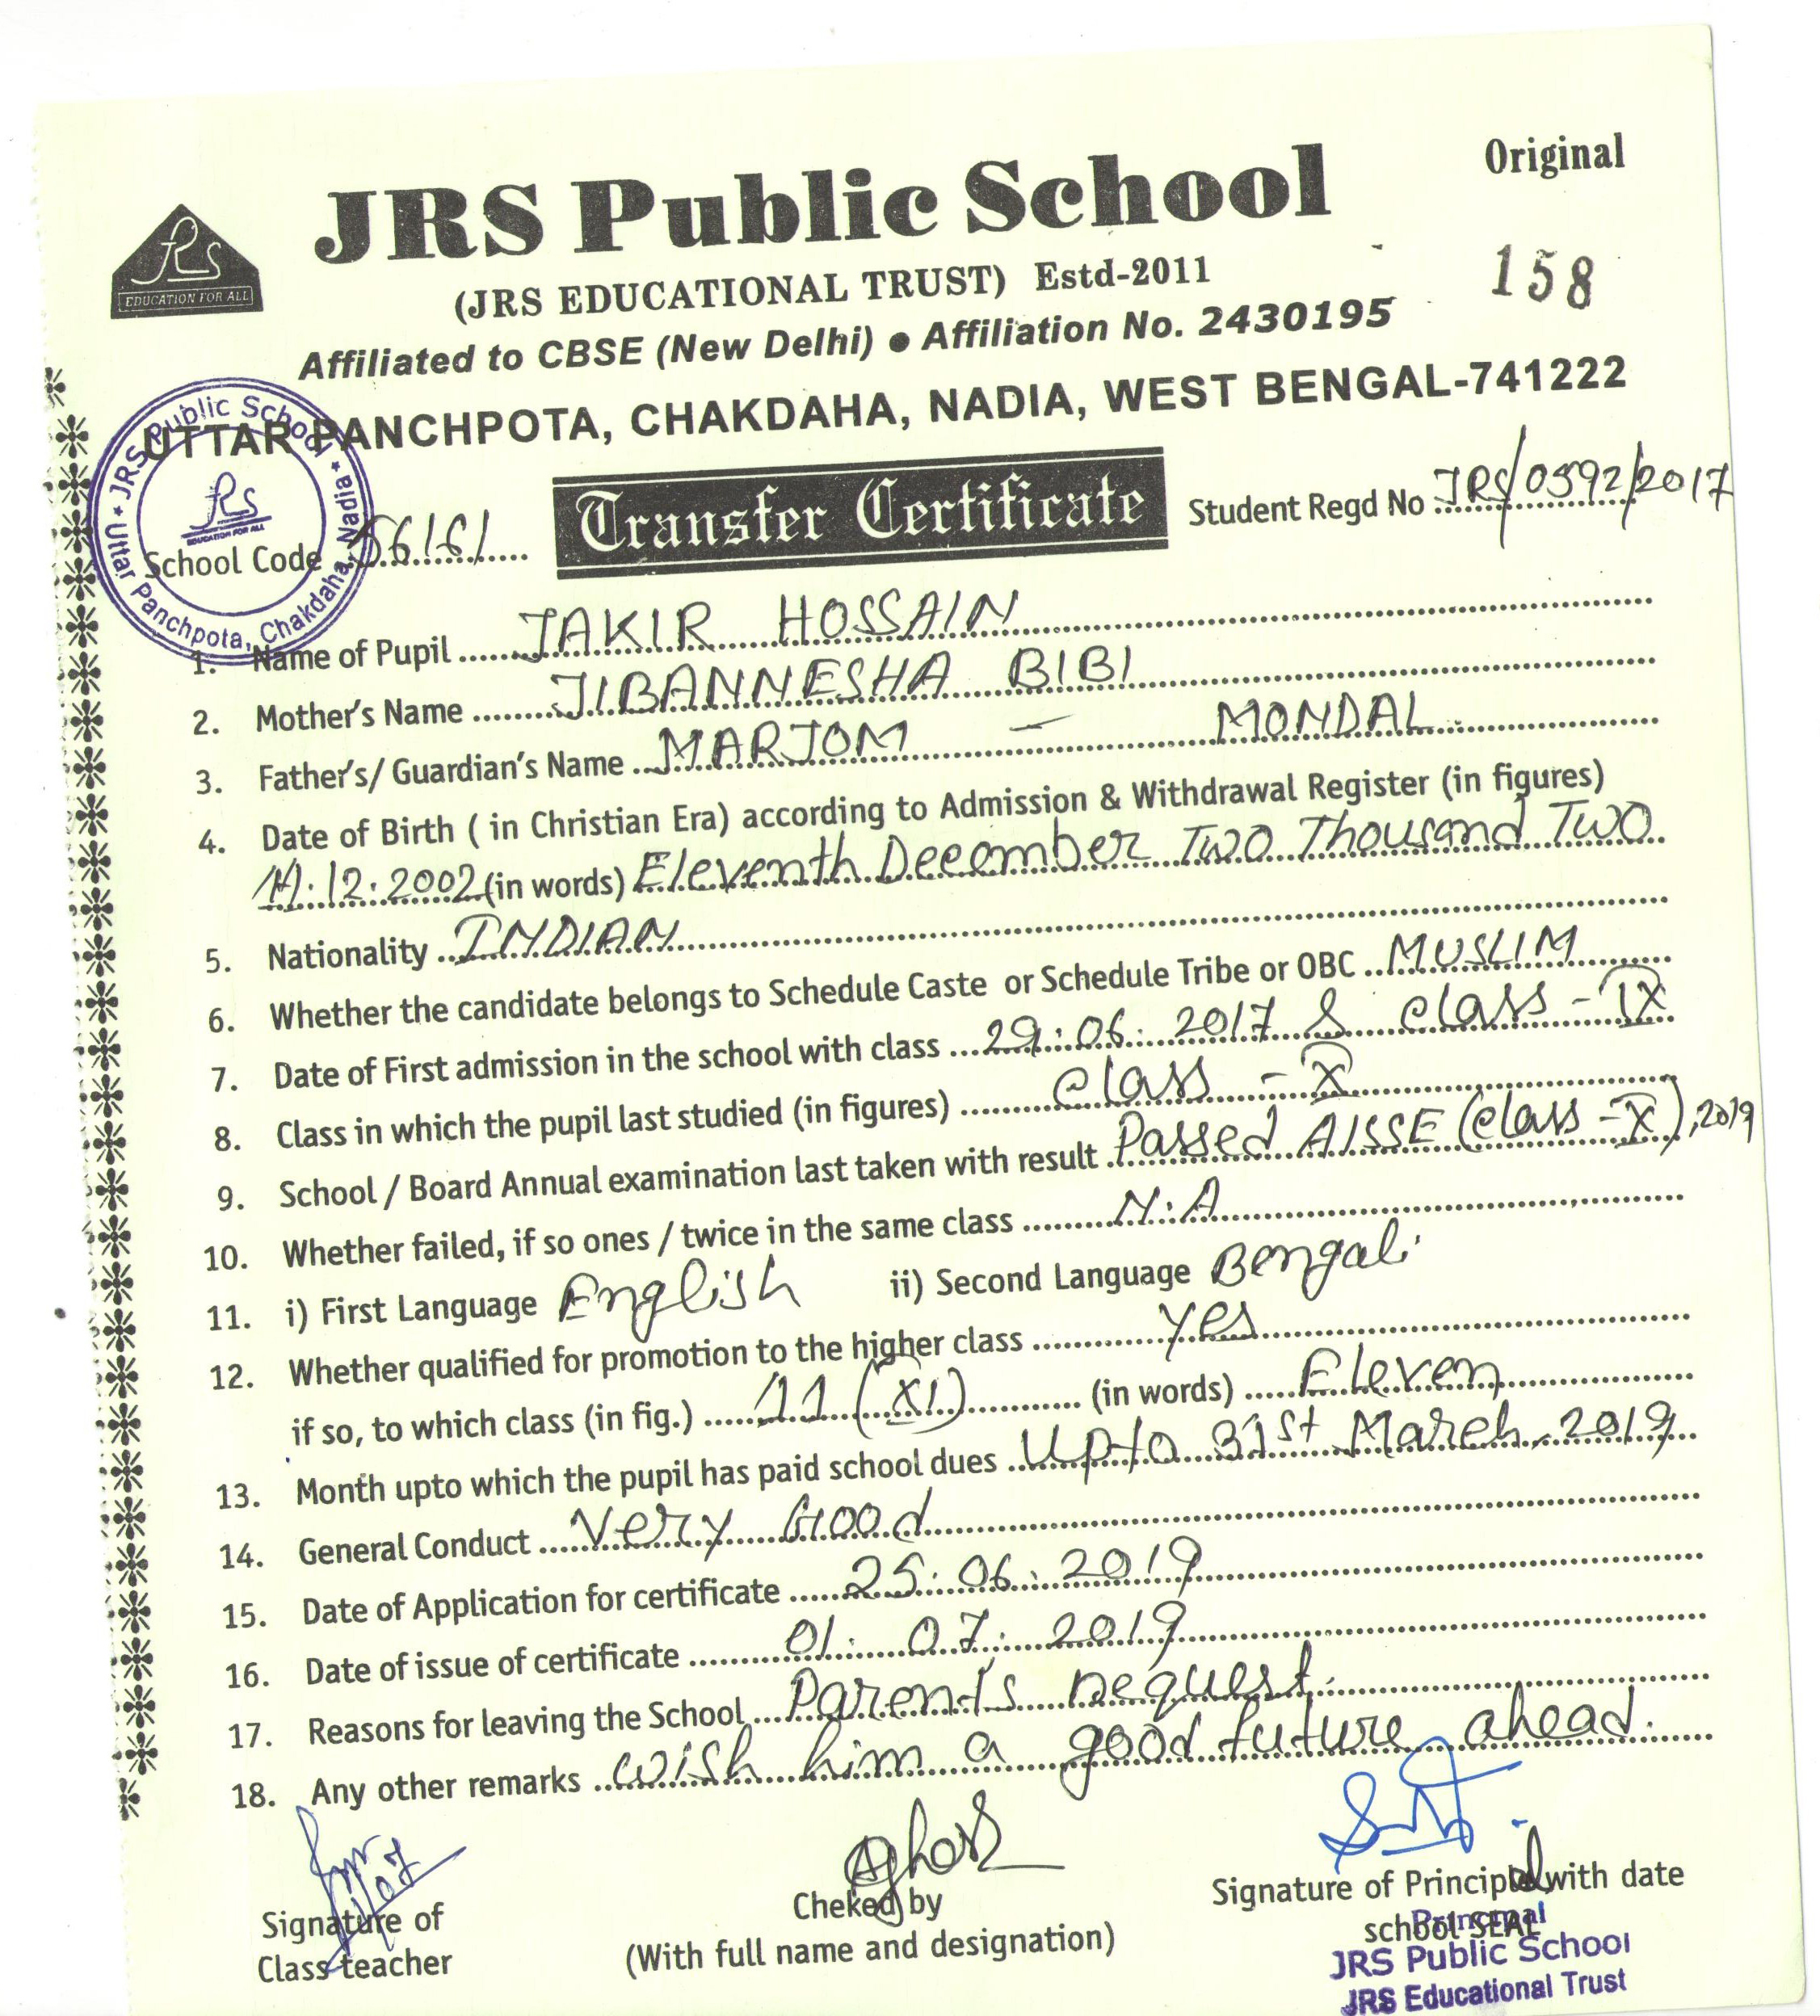 Original
JRS Public School
EDUCATION FOR ALL
(JRS EDUCATIONAL TRUST) Estd-2011
158
Affiliated to CBSE (New Delhi) ● Affiliation No. 2430195
UTTAR PANCHPOTA, CHAKDAHA, NADIA, WEST BENGAL-741222
JRS Public School * Uttar Panchpota, Chakdaha, Nadia *
EDUCATION FOR ALL
School Code 56161 Transfer Certificate Student Regd No JRS/0592/2017
1. Name of Pupil JAKIR HOSSAIN
2. Mother's Name JIBANNESHA BIBI
3. Father's/ Guardian's Name MARJOM - MONDAL
4. Date of Birth ( in Christian Era) according to Admission & Withdrawal Register (in figures)
11.12.2002 (in words) Eleventh December Two Thousand Two
5. Nationality INDIAN
6. Whether the candidate belongs to Schedule Caste or Schedule Tribe or OBC MUSLIM
7. Date of First admission in the school with class 29.06.2017 & class - IX
8. Class in which the pupil last studied (in figures) class - X
9. School / Board Annual examination last taken with result Passed AISSE (class - X), 2019
10. Whether failed, if so ones / twice in the same class N.A
11. i) First Language English ii) Second Language Bengali
12. Whether qualified for promotion to the higher class yes
if so, to which class (in fig.) 11 (XI) (in words) Eleven
13. Month upto which the pupil has paid school dues Upto 31st March, 2019
14. General Conduct Very Good
15. Date of Application for certificate 25.06.2019
16. Date of issue of certificate 01.07.2019
17. Reasons for leaving the School Parents request.
18. Any other remarks wish him a good future ahead.
Signature of
Class teacher
Cheked by
(With full name and designation)
Signature of Principal with date
school SEAL
Principal
JRS Public School
JRS Educational Trust